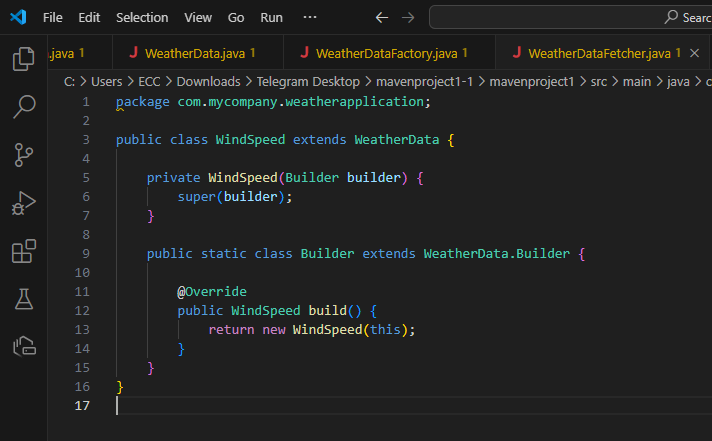 File Edit Selection View Go Run ··· ← → Searc
.java 1 J WeatherData.java 1 J WeatherDataFactory.java 1 J WeatherDataFetcher.java 1 ×
C: > Users > ECC > Downloads > Telegram Desktop > mavenproject1-1 > mavenproject1 > src > main > java > o
1 package com.mycompany.weatherapplication;
2
3 public class WindSpeed extends WeatherData {
4
5 private WindSpeed(Builder builder) {
6 super(builder);
7 }
8
9 public static class Builder extends WeatherData.Builder {
10
11 @Override
12 public WindSpeed build() {
13 return new WindSpeed(this);
14 }
15 }
16 }
17